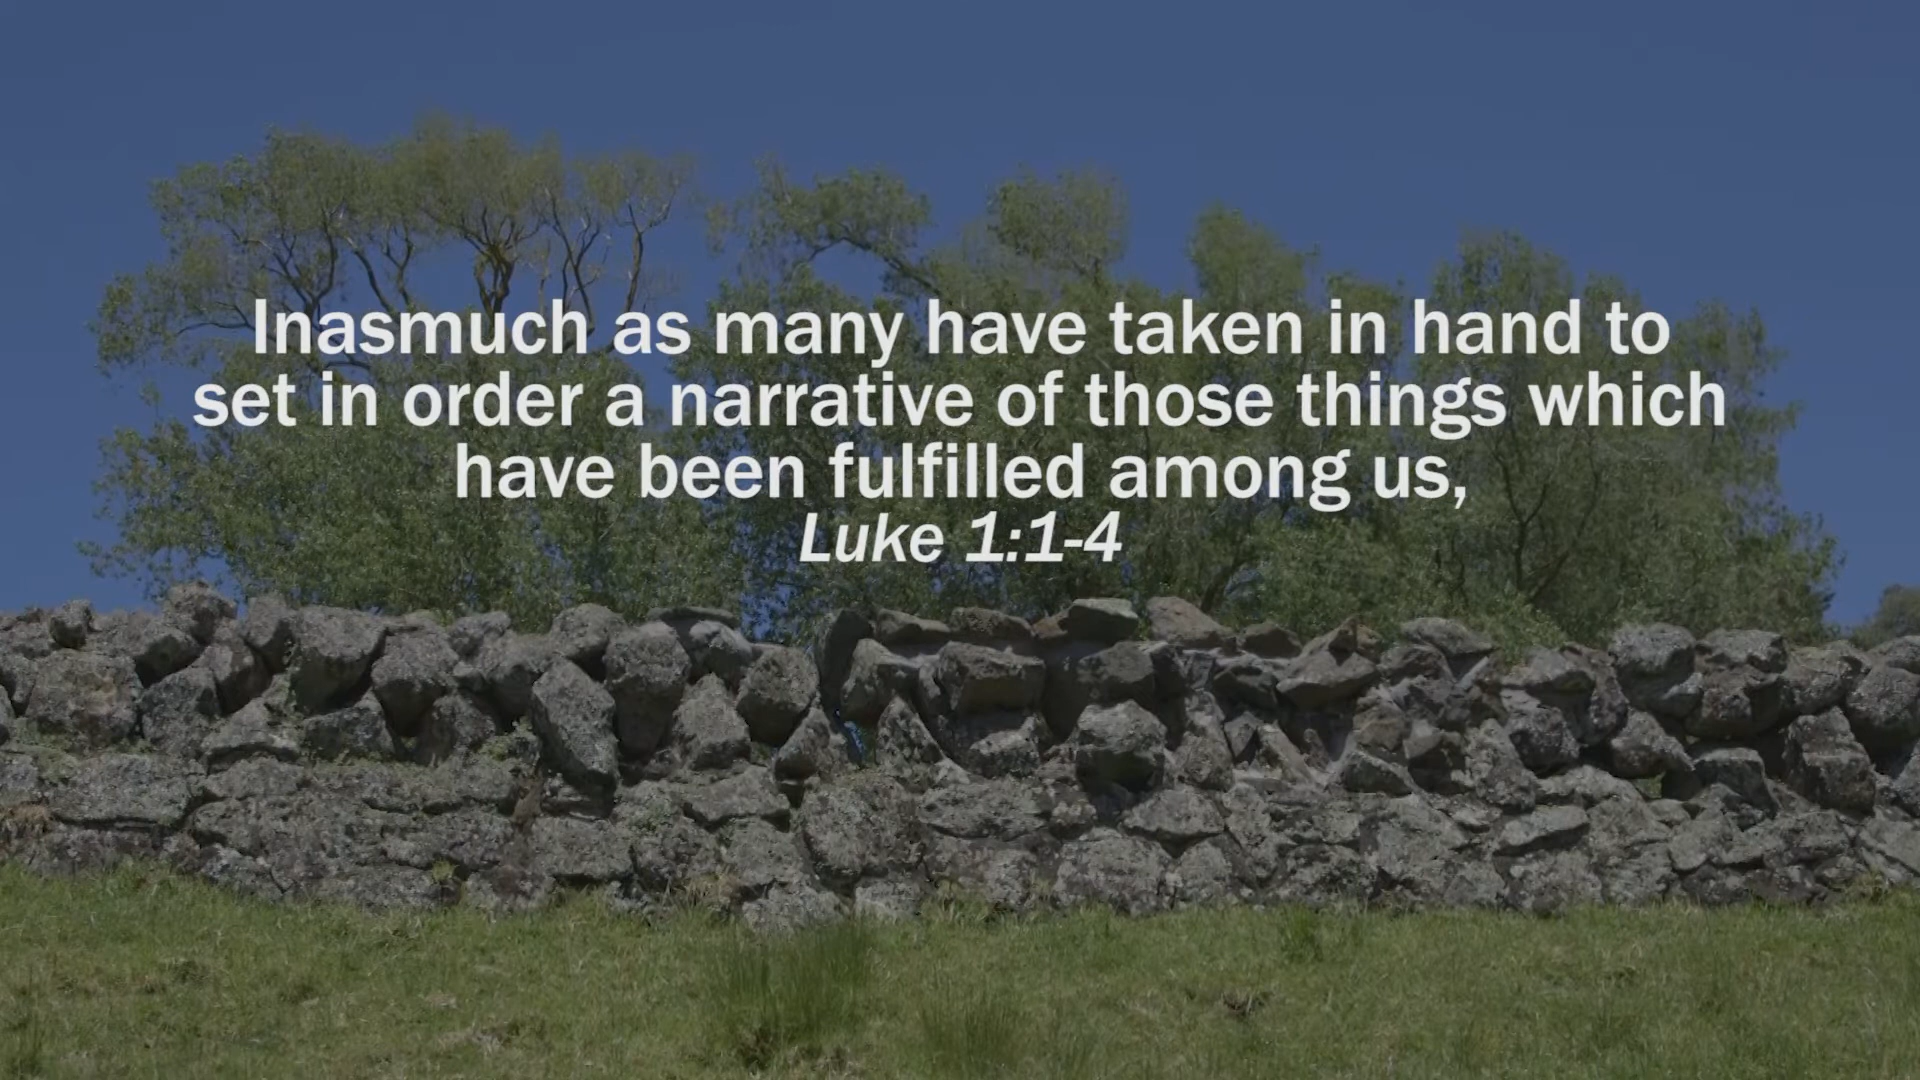 Inasmuch as many have taken in hand to
set in order a narrative of those things which
have been fulfilled among us,
Luke 1:1-4